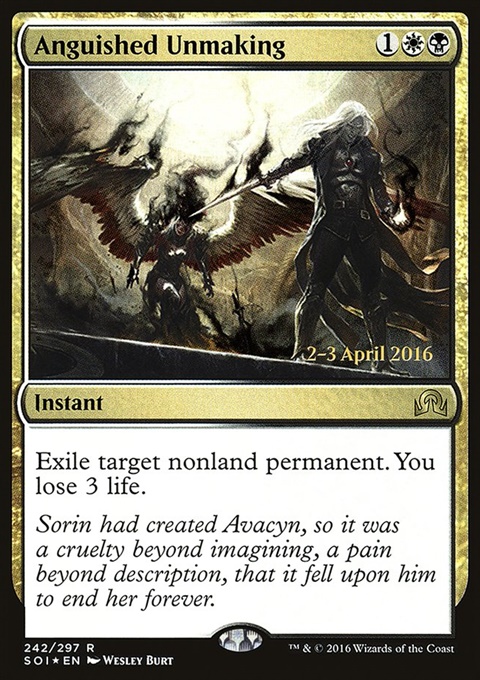 Anguished Unmaking 1
2–3 April 2016
Instant
Exile target nonland permanent. You
lose 3 life.
Sorin had created Avacyn, so it was
a cruelty beyond imagining, a pain
beyond description, that it fell upon him
to end her forever.
242/297 R
SOI★EN Wesley Burt
™ & © 2016 Wizards of the Coast